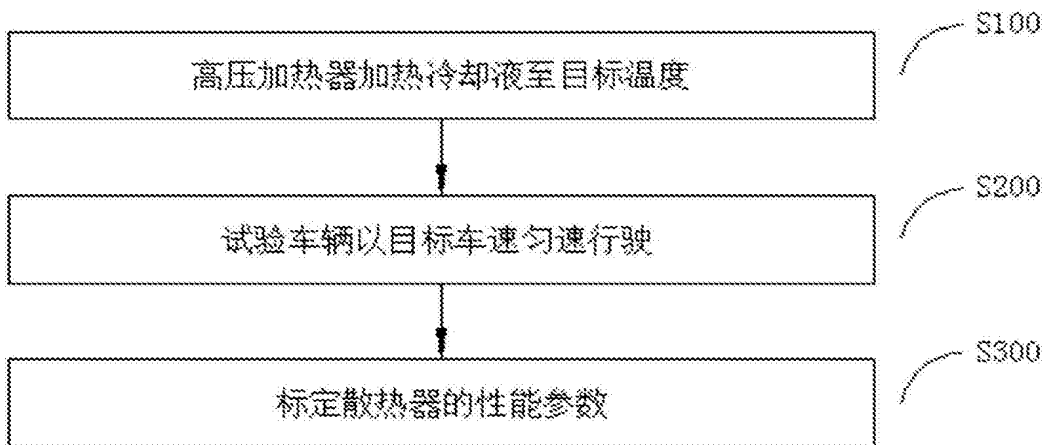 S100
高压加热器加热冷却液至目标温度
S200
试验车辆以目标车速匀速行驶
S300
标定散热器的性能参数